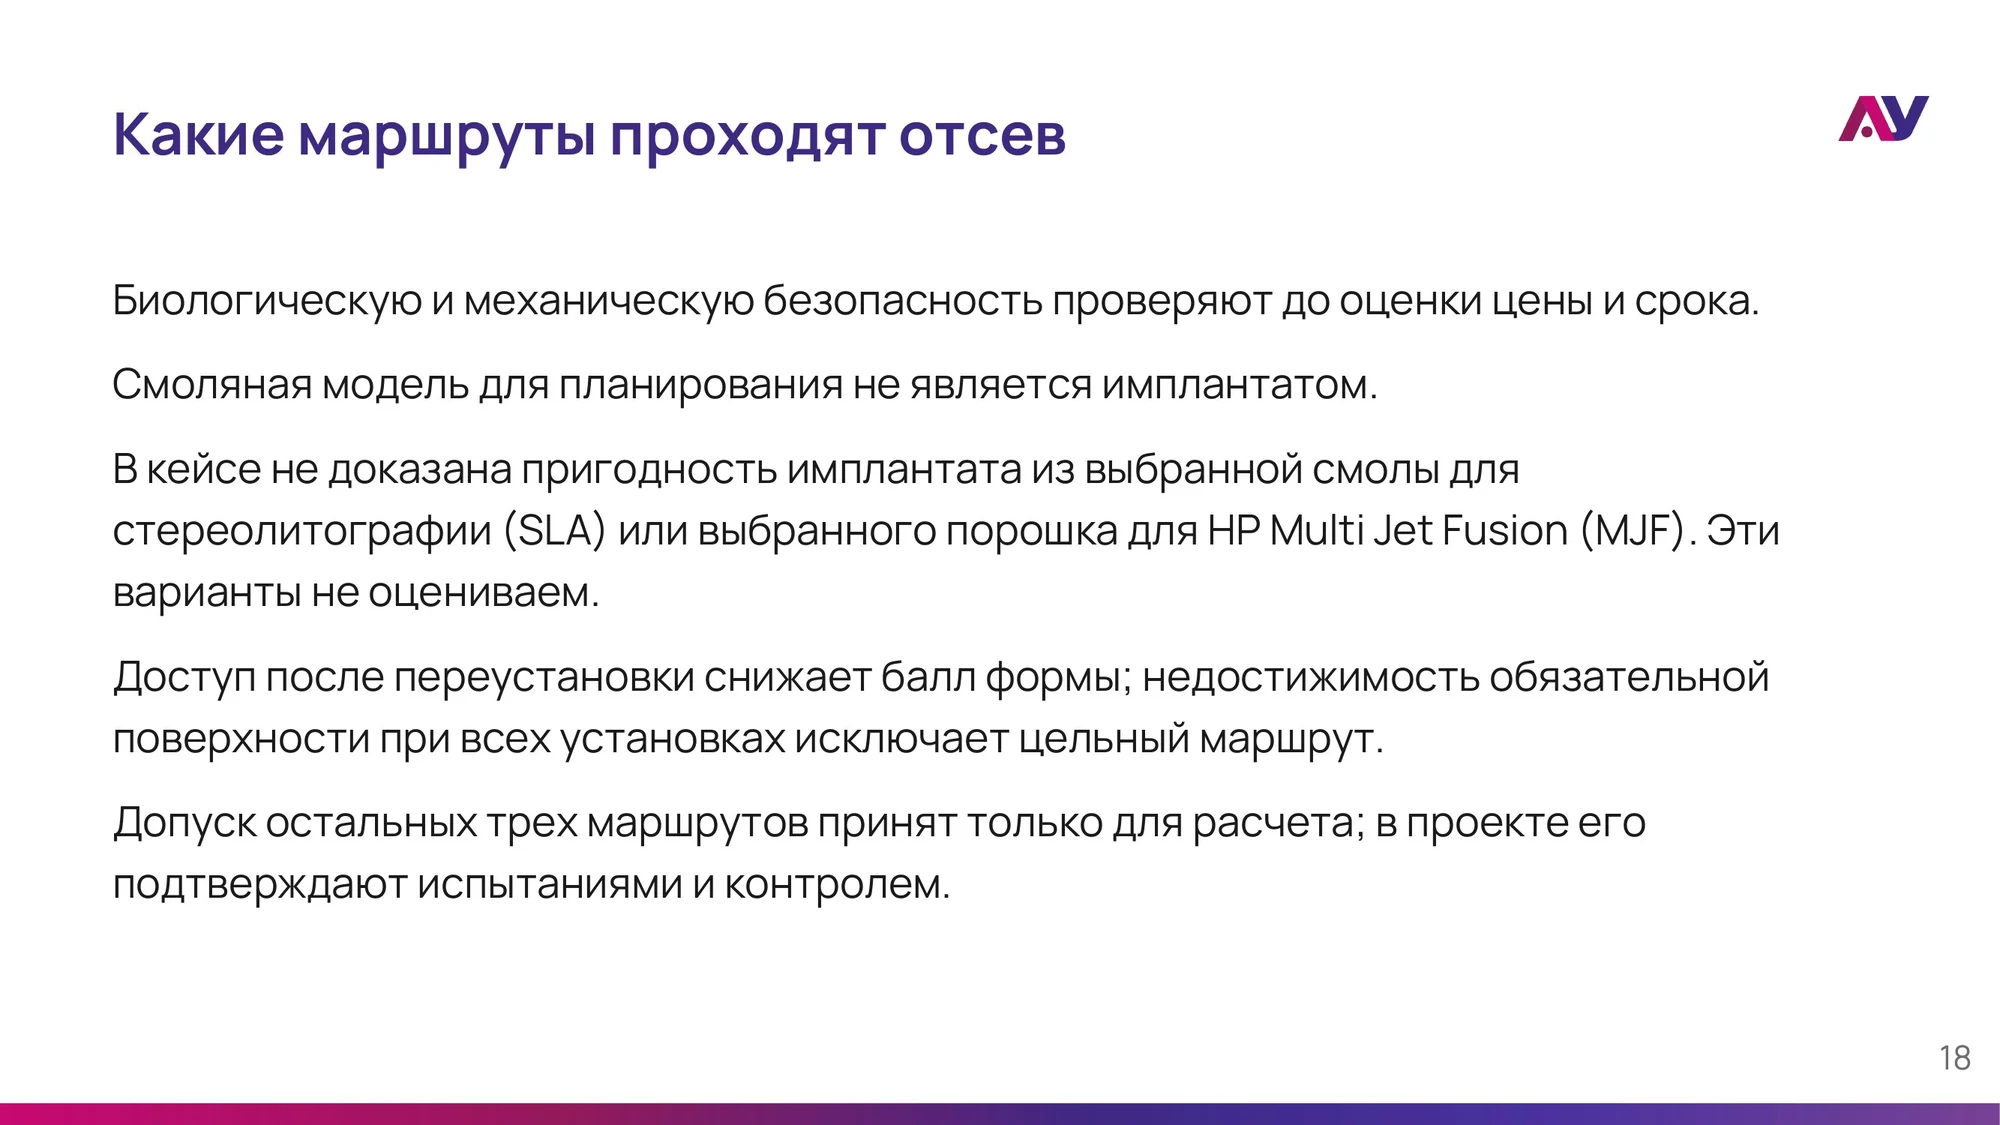 Какие маршруты проходят отсев
АУ
Биологическую и механическую безопасность проверяют до оценки цены и срока.
Смоляная модель для планирования не является имплантатом.
В кейсе не доказана пригодность имплантата из выбранной смолы для
стереолитографии (SLA) или выбранного порошка для HP Multi Jet Fusion (MJF). Эти
варианты не оцениваем.
Доступ после переустановки снижает балл формы; недостижимость обязательной
поверхности при всех установках исключает цельный маршрут.
Допуск остальных трех маршрутов принят только для расчета; в проекте его
подтверждают испытаниями и контролем.
18